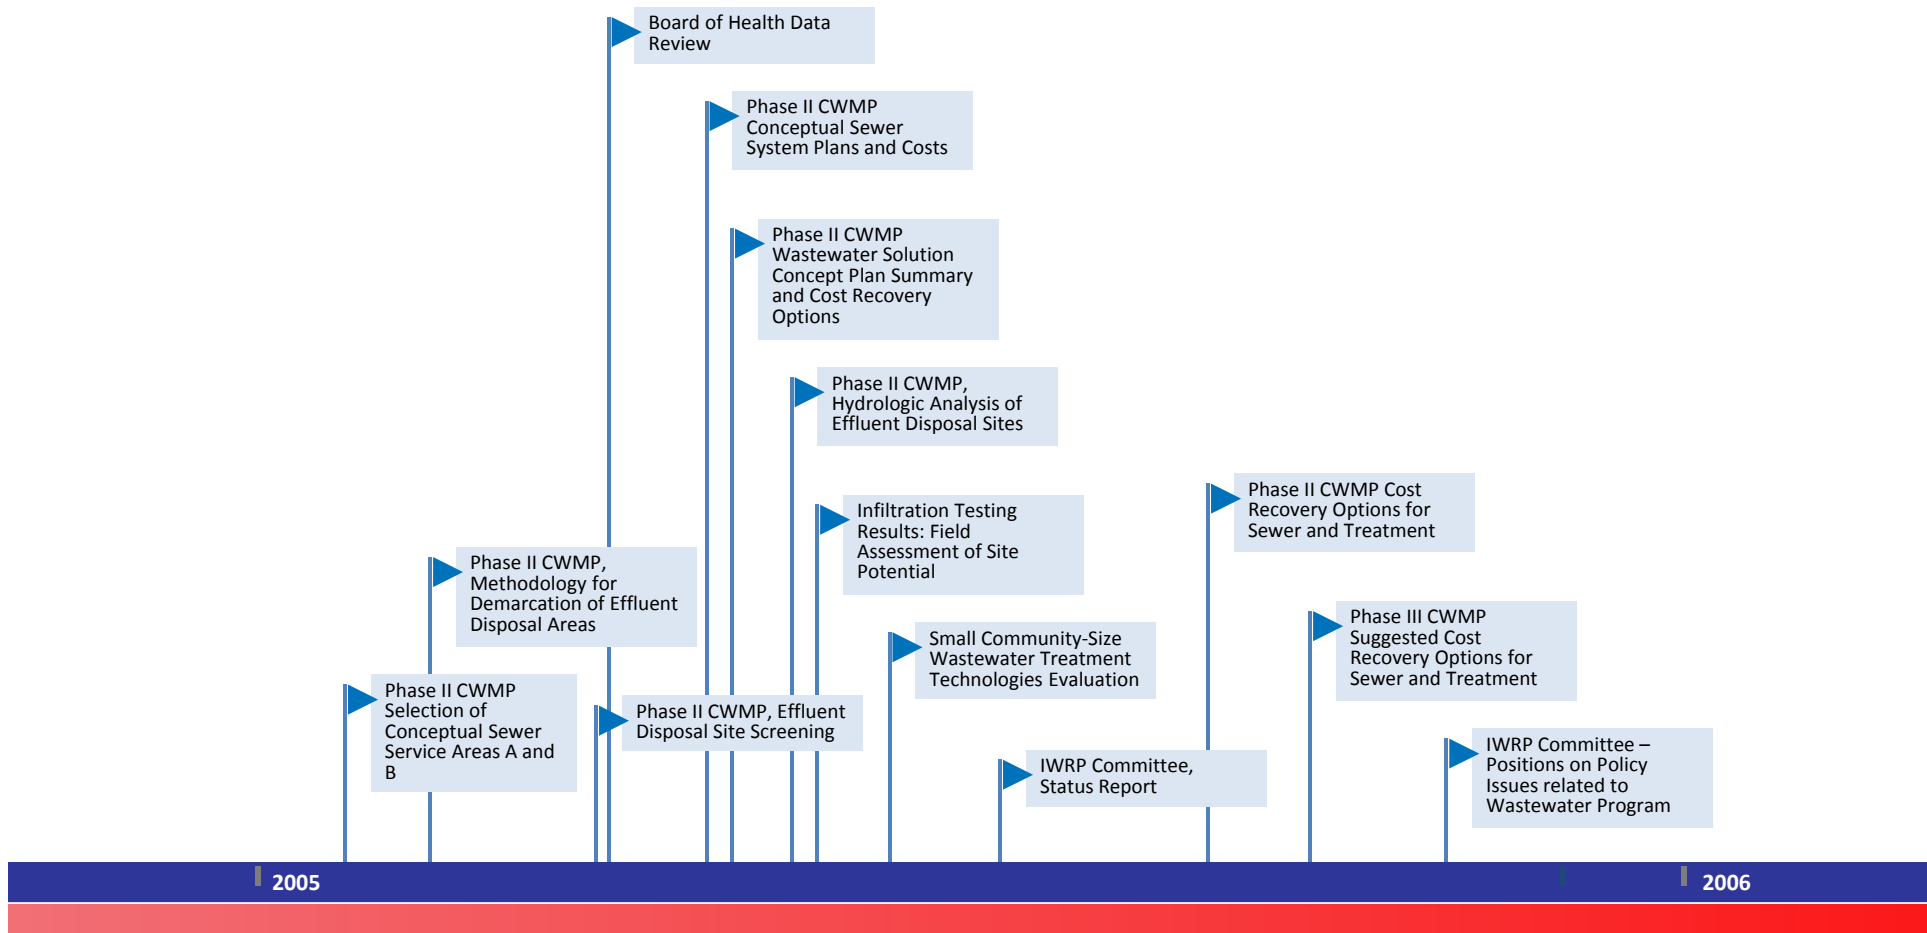 Board of Health Data
Review
Phase II CWMP
Conceptual Sewer
System Plans and Costs
Phase II CWMP
Wastewater Solution
Concept Plan Summary
and Cost Recovery
Options
Phase II CWMP,
Hydrologic Analysis of
Effluent Disposal Sites
Phase II CWMP Cost
Recovery Options for
Sewer and Treatment
Infiltration Testing
Results: Field
Assessment of Site
Potential
Phase II CWMP,
Methodology for
Demarcation of Effluent
Disposal Areas
Phase III CWMP
Suggested Cost
Recovery Options for
Sewer and Treatment
Small Community-Size
Wastewater Treatment
Technologies Evaluation
Phase II CWMP
Selection of
Conceptual Sewer
Service Areas A and
B
Phase II CWMP, Effluent
Disposal Site Screening
IWRP Committee –
Positions on Policy
Issues related to
Wastewater Program
IWRP Committee,
Status Report
2005
2006